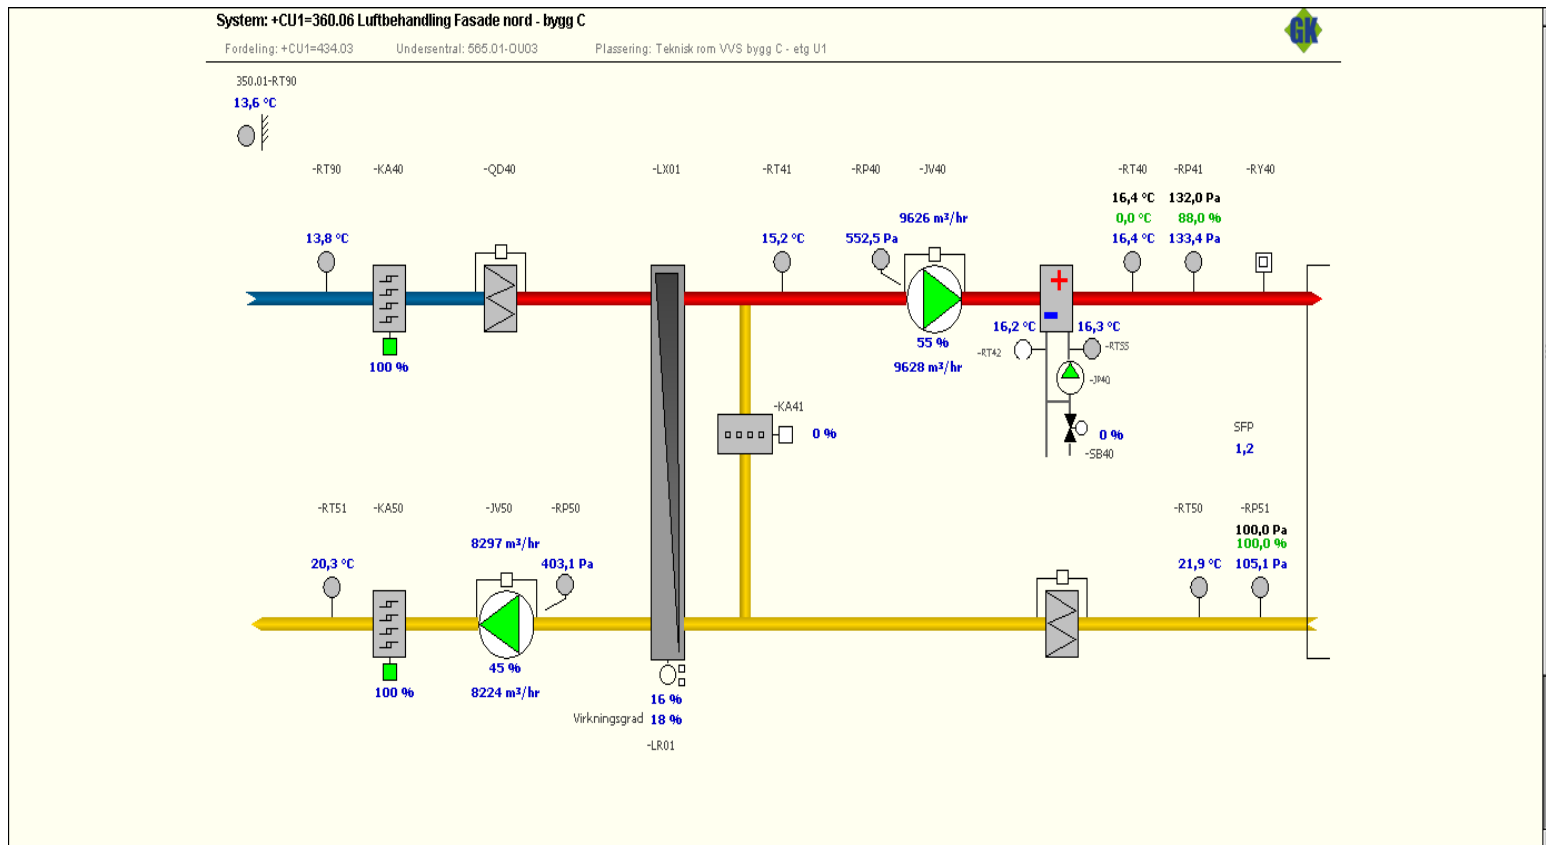 System: +CU1=360.06 Luftbehandling Fasade nord - bygg C
GK
Fordeling: +CU1=434.03 Undersentral: 565.01-OU03 Plassering: Teknisk rom VVS bygg C - etg U1
350.01-RT90
13,6 °C
-RT90 -KA40 -QD40 -LX01 -RT41 -RP40 -JV40 -RT40 -RP41 -RY40
16,4 °C 132,0 Pa
9626 m³/hr 0,0 °C 88,0 %
13,8 °C 15,2 °C 552,5 Pa 16,4 °C 133,4 Pa
16,2 °C 16,3 °C
55 % -RT42 -RT55
100 % 9628 m³/hr
-JP40
-KA41
0 % 0 % SFP
-SB40 1,2
-RT51 -KA50 -JV50 -RP50 -RT50 -RP51
100,0 Pa
8297 m³/hr 100,0 %
20,3 °C 403,1 Pa 21,9 °C 105,1 Pa
45 %
100 % 8224 m³/hr 16 %
Virkningsgrad 18 %
-LR01